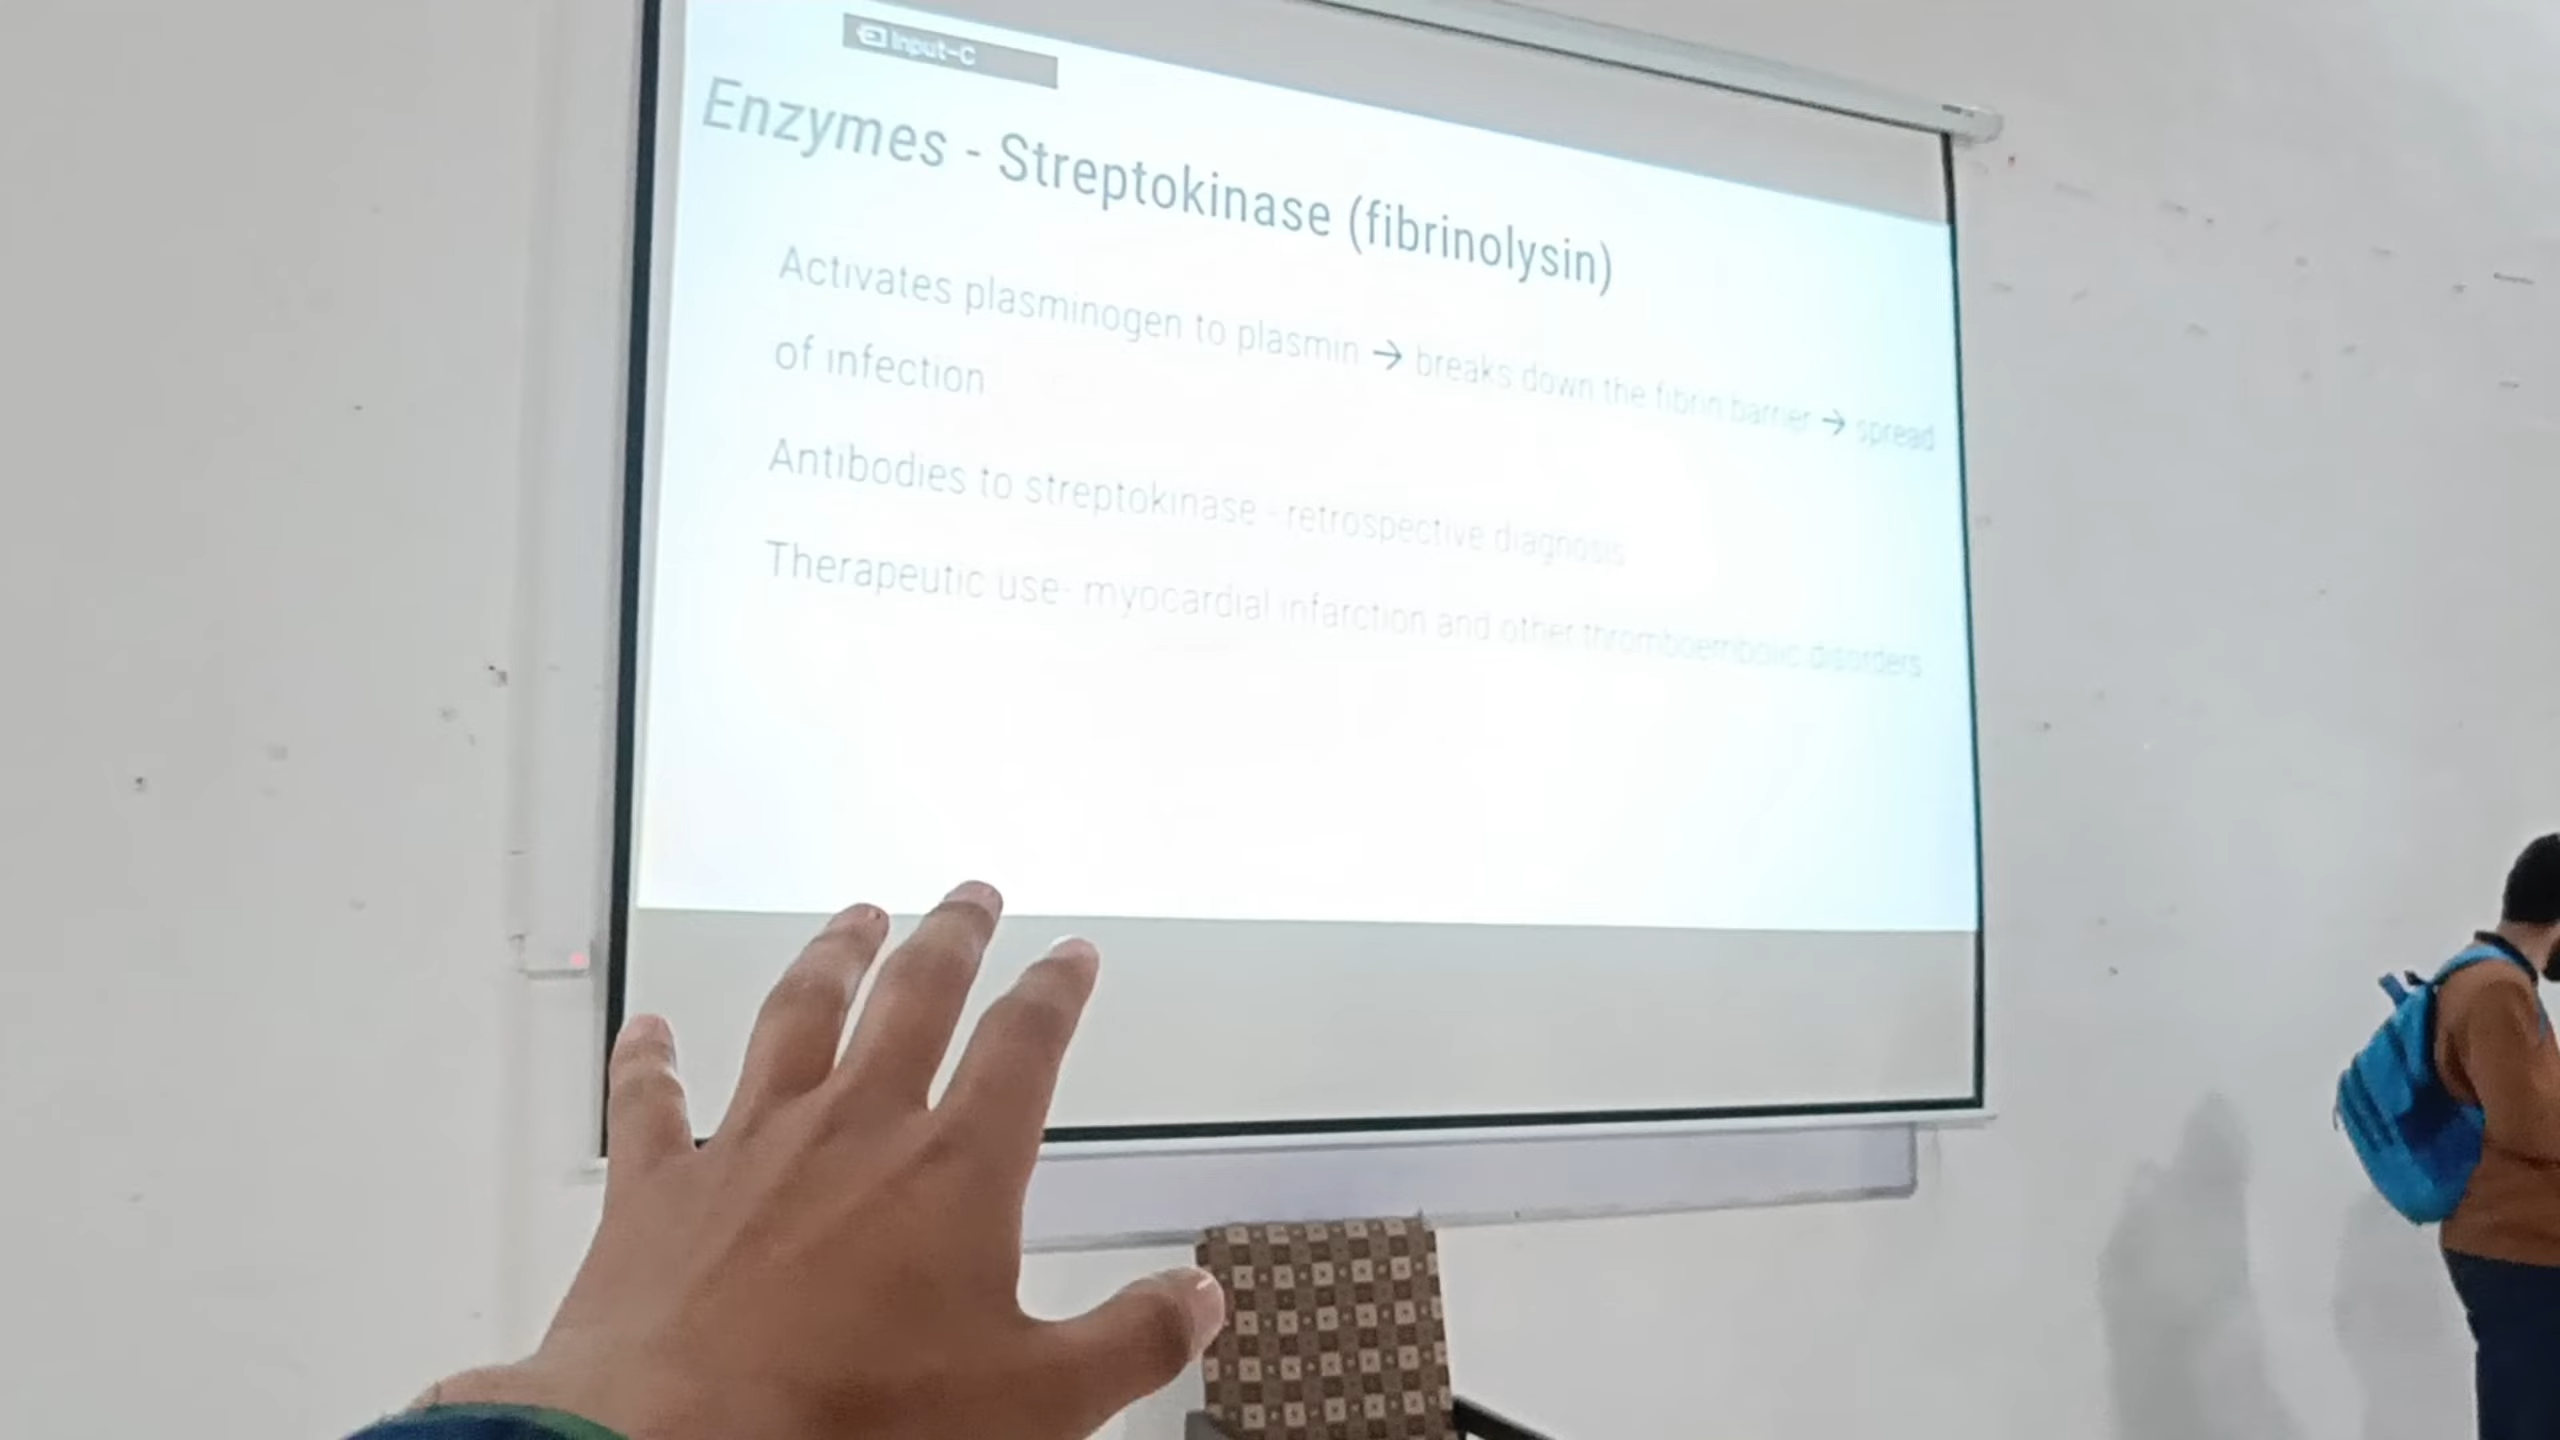 Input-C
Enzymes - Streptokinase (fibrinolysin)
Activates plasminogen to plasmin → breaks down the fibrin barrier → spread
of infection
Antibodies to streptokinase - retrospective diagnosis
Therapeutic use- myocardial infarction and other thromboembolic disorders